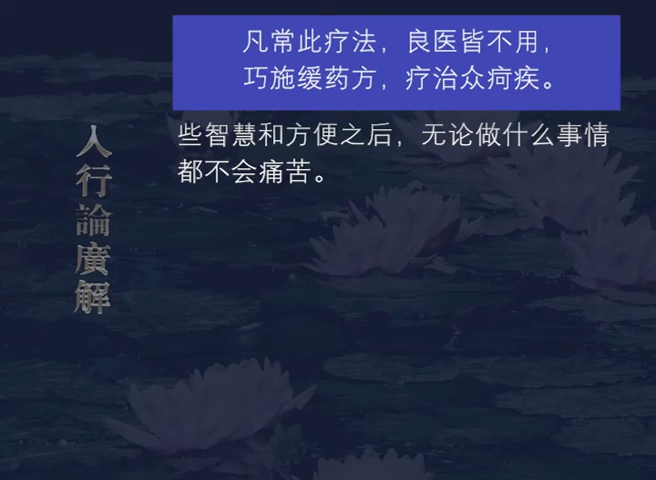 凡常此疗法，良医皆不用，
巧施缓药方，疗治众疴疾。
些智慧和方便之后，无论做什么事情
都不会痛苦。
入行論廣解